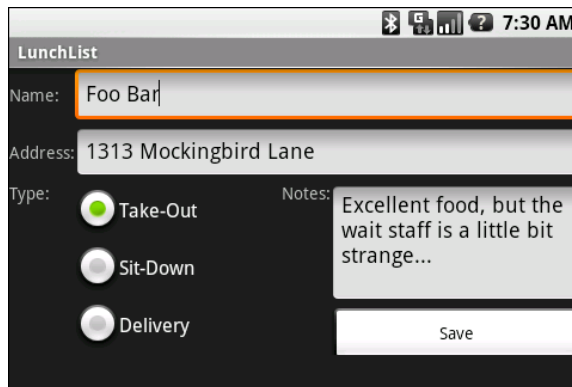 7:30 AM
LunchList
Name: Foo Bar
Address: 1313 Mockingbird Lane
Type:
Take-Out
Sit-Down
Delivery
Notes:
Excellent food, but the
wait staff is a little bit
strange...
Save